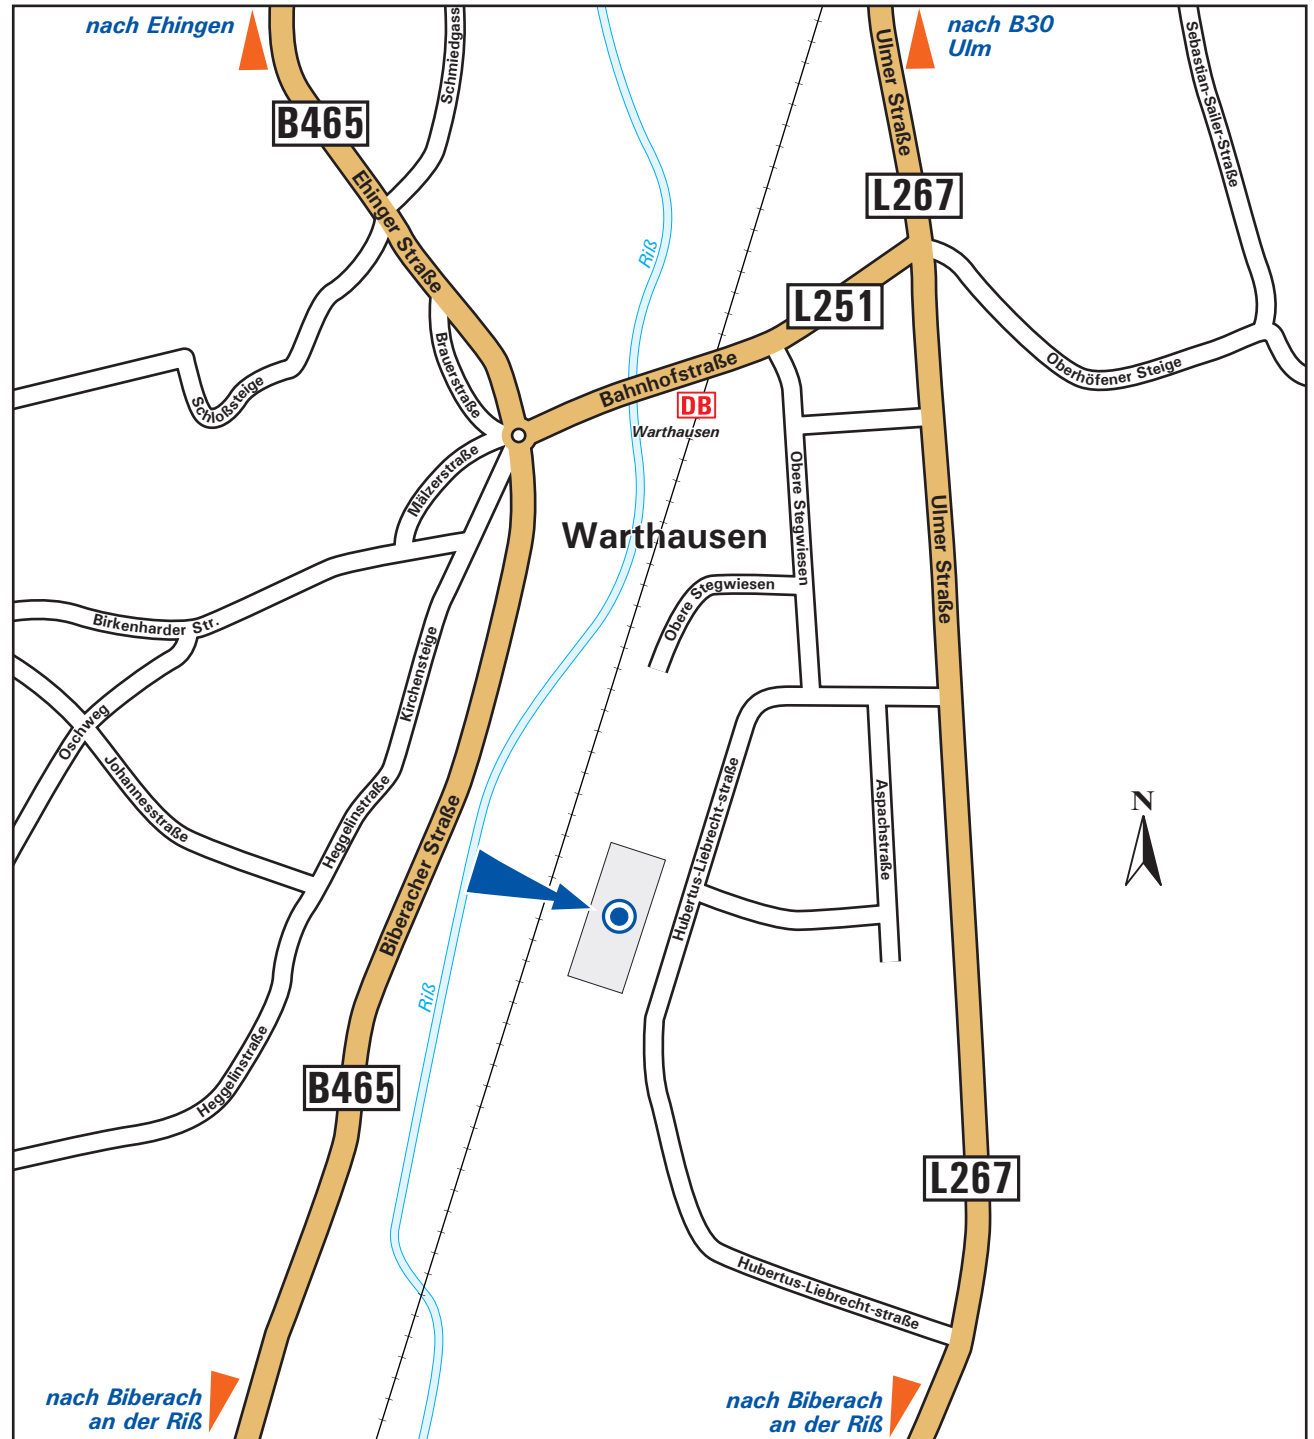 nach Ehingen
nach B30
Ulm
B465
Ehinger Straße
Schmiedgass
Ulmer Straße
L267
Sebastian-Sailer-Straße
Riß
L251
Bahnhofstraße
DB
Warthausen
Oberhöfener Steige
Brauerstraße
Schloßsteige
Mälzerstraße
Obere Stegwiesen
Warthausen
Ulmer Straße
Obere Stegwiesen
Birkenharder Str.
Kirchensteige
Oschweg
Johannesstraße
Heggelinstraße
Biberacher Straße
Hubertus-Liebrecht-straße
Aspachstraße
N
Riß
Heggelinstraße
B465
L267
Hubertus-Liebrecht-straße
nach Biberach
an der Riß
nach Biberach
an der Riß